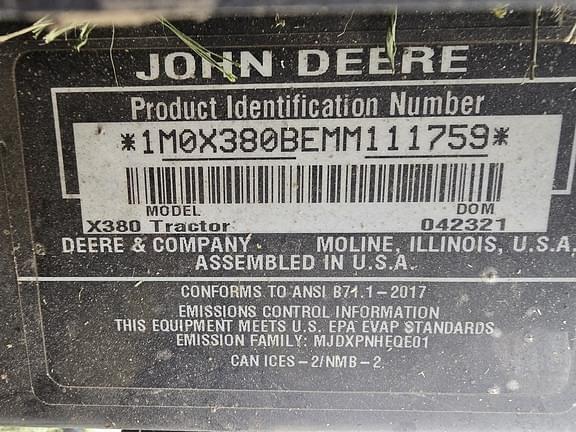 JOHN DEERE
Product Identification Number
*1M0X380BEMM111759*
MODEL DOM
X380 Tractor 042321
DEERE & COMPANY MOLINE, ILLINOIS, U.S.A.
ASSEMBLED IN U.S.A.
CONFORMS TO ANSI B71.1-2017
EMISSIONS CONTROL INFORMATION
THIS EQUIPMENT MEETS U.S. EPA EVAP STANDARDS
EMISSION FAMILY: MJDXPNHEQE01
CAN ICES-2/NMB-2